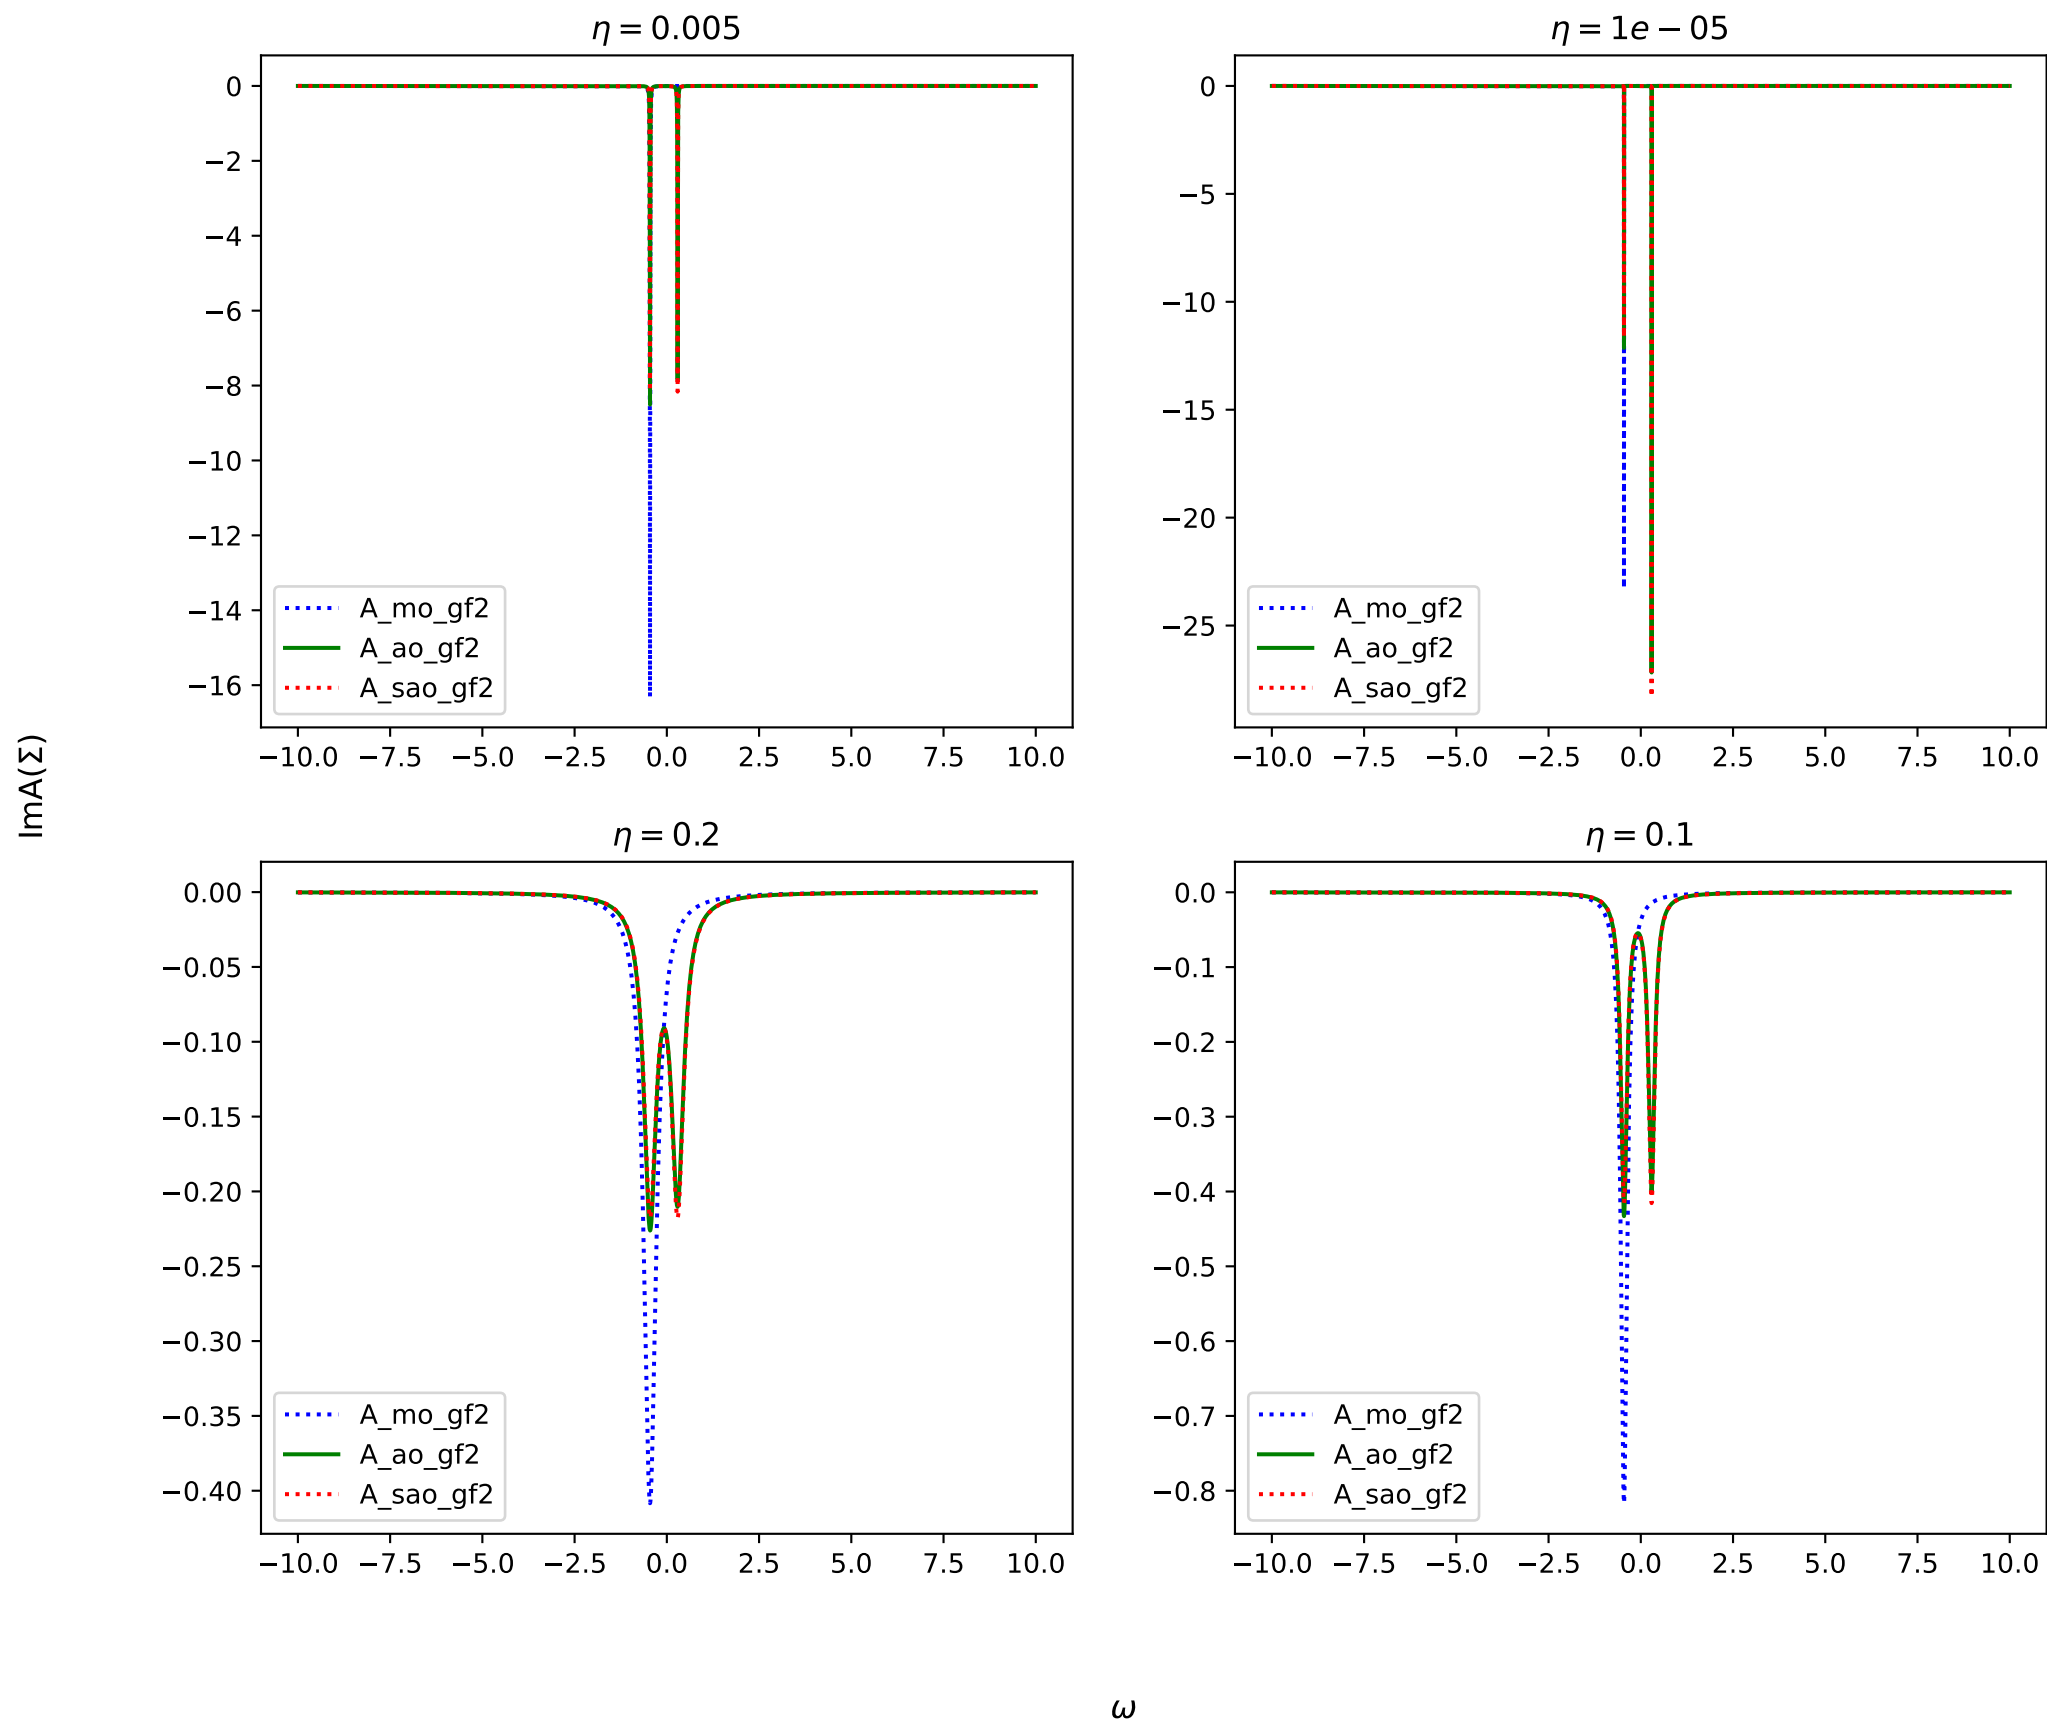 η = 0.005
0
−2
−4
−6
−8
−10
−12
−14
−16
A_mo_gf2
A_ao_gf2
A_sao_gf2
−10.0 −7.5 −5.0 −2.5 0.0 2.5 5.0 7.5 10.0
η = 1e − 05
0
−5
−10
−15
−20
−25
A_mo_gf2
A_ao_gf2
A_sao_gf2
−10.0 −7.5 −5.0 −2.5 0.0 2.5 5.0 7.5 10.0
ImA(Σ)
η = 0.2
0.00
−0.05
−0.10
−0.15
−0.20
−0.25
−0.30
−0.35
−0.40
A_mo_gf2
A_ao_gf2
A_sao_gf2
−10.0 −7.5 −5.0 −2.5 0.0 2.5 5.0 7.5 10.0
η = 0.1
0.0
−0.1
−0.2
−0.3
−0.4
−0.5
−0.6
−0.7
−0.8
A_mo_gf2
A_ao_gf2
A_sao_gf2
−10.0 −7.5 −5.0 −2.5 0.0 2.5 5.0 7.5 10.0
ω